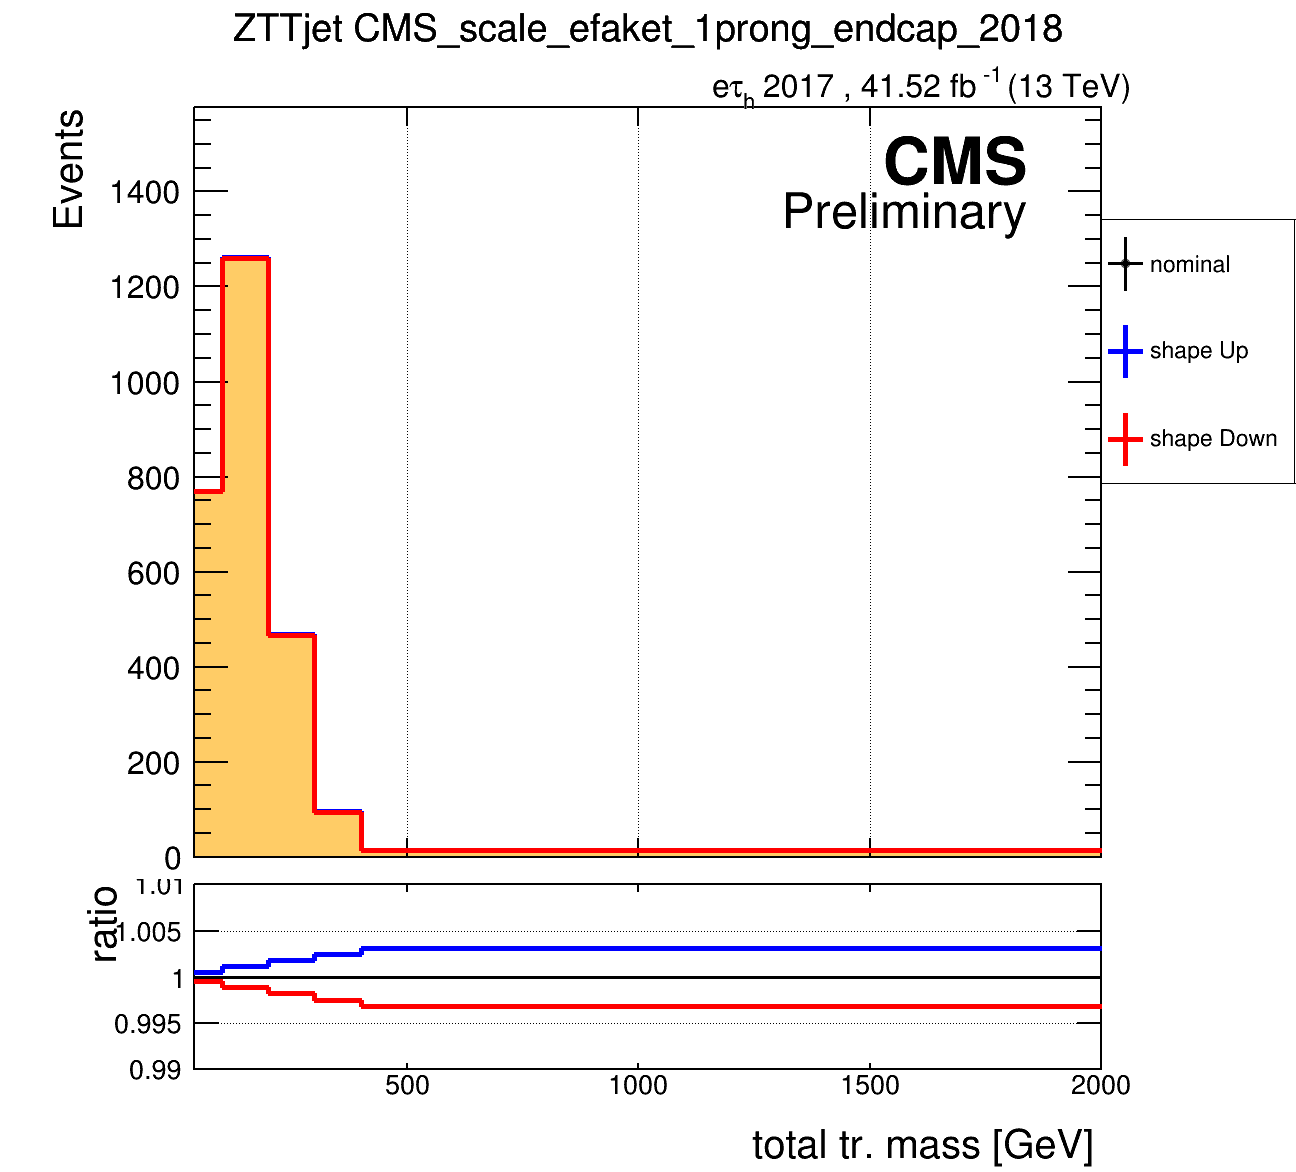 ZTTjet CMS_scale_efaket_1prong_endcap_2018
eτh 2017 , 41.52 fb -1 (13 TeV)
Events
CMS
Preliminary
1400
1200
1000
800
600
400
200
0
nominal
shape Up
shape Down
ratio
1.01
1.005
1
0.995
0.99
500 1000 1500 2000
total tr. mass [GeV]